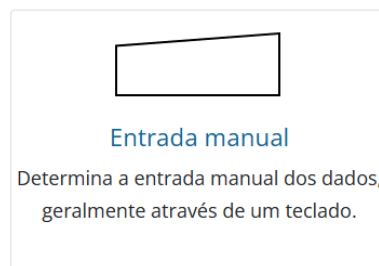 Entrada manual
Determina a entrada manual dos dados,
geralmente através de um teclado.